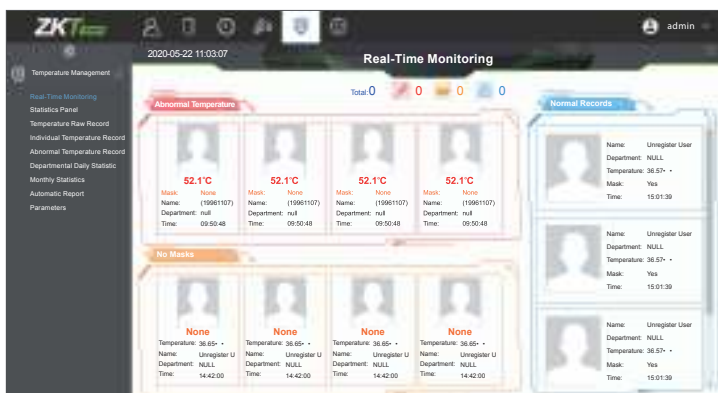 ZKTeco
admin
2020-05-22 11:03:07
Real-Time Monitoring
Temperature Management
Real-Time Monitoring
Statistics Panel
Temperature Raw Record
Individual Temperature Record
Abnormal Temperature Record
Departmental Daily Statistic
Monthly Statistics
Automatic Report
Parameters
Total:0 0 0 0
Abnormal Temperature
52.1°C 52.1°C 52.1°C 52.1°C
Mask: None Mask: None Mask: None Mask: None
Name: (19961107) Name: (19961107) Name: (19961107) Name: (19961107)
Department: null Department: null Department: null Department: null
Time: 09:50:48 Time: 09:50:48 Time: 09:50:48 Time: 09:50:48
No Masks
None None None None
Temperature: 36.65• • Temperature: 36.65• • Temperature: 36.65• • Temperature: 36.65• •
Name: Unregister U Name: Unregister U Name: Unregister U Name: Unregister U
Department: NULL Department: NULL Department: NULL Department: NULL
Time: 14:42:00 Time: 14:42:00 Time: 14:42:00 Time: 14:42:00
Normal Records
Name: Unregister User
Department: NULL
Temperature: 36.57• •
Mask: Yes
Time: 15:01:39
Name: Unregister User
Department: NULL
Temperature: 36.57• •
Mask: Yes
Time: 15:01:39
Name: Unregister User
Department: NULL
Temperature: 36.57• •
Mask: Yes
Time: 15:01:39